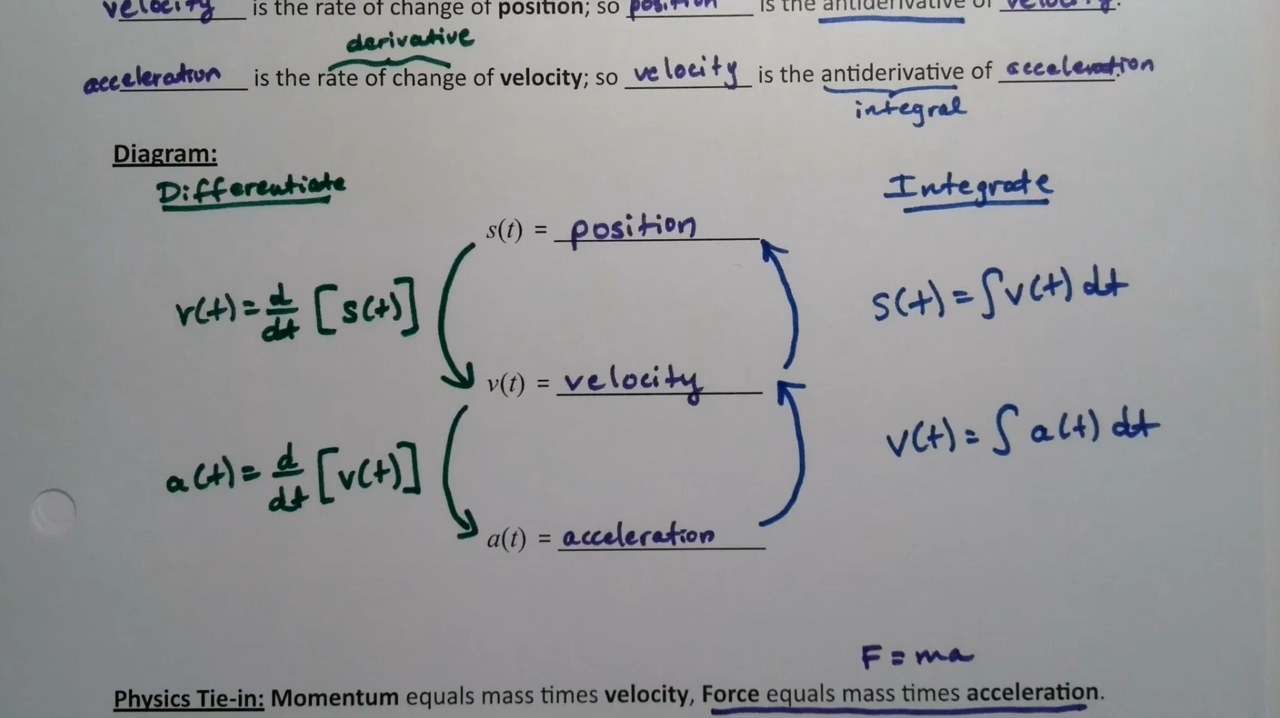 velocity is the rate of change of position; so position is the antiderivative of velocity.
derivative
acceleration is the rate of change of velocity; so velocity is the antiderivative of acceleration.
integral
Diagram:
Differentiate
Integrate
s(t) = position
v(t) = d/dt [s(t)]
s(t) = ∫v(t) dt
v(t) = velocity
v(t) = ∫ a(t) dt
a(t) = d/dt [v(t)]
a(t) = acceleration
F = ma
Physics Tie-in: Momentum equals mass times velocity, Force equals mass times acceleration.